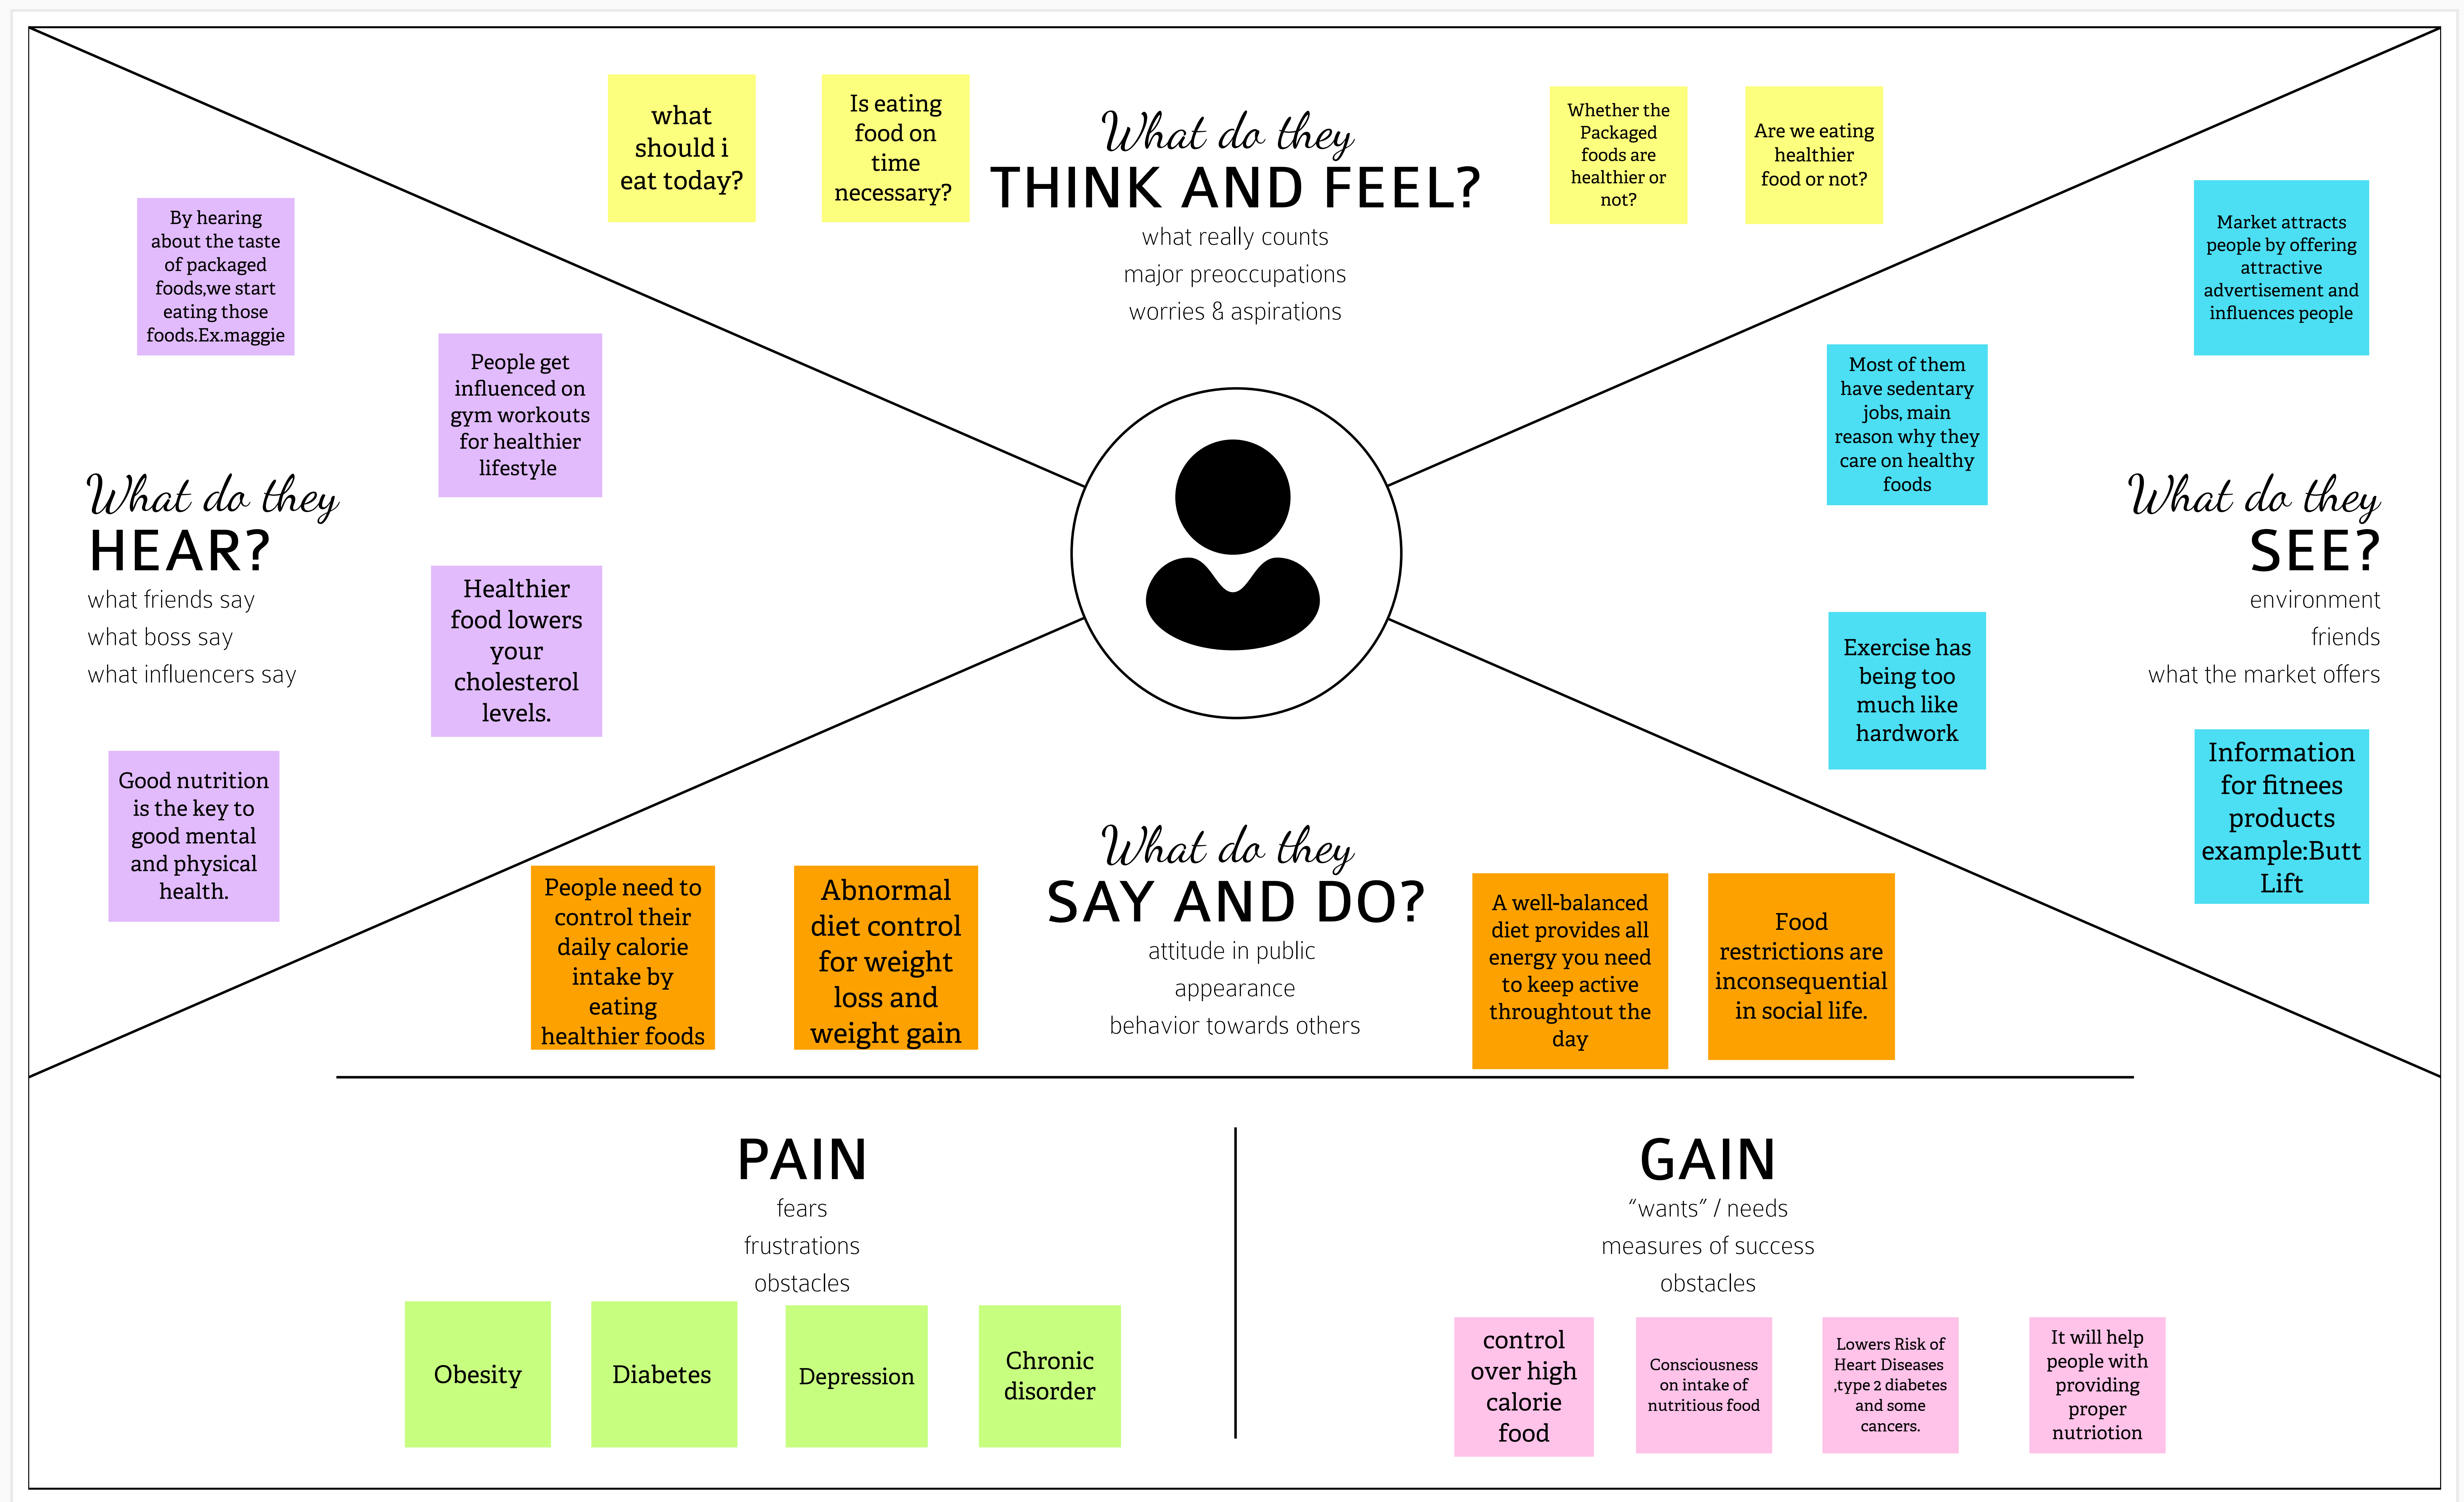 what
should i
eat today?
Is eating
food on
time
necessary?
What do they
THINK AND FEEL?
what really counts
major preoccupations
worries & aspirations
Whether the
Packaged
foods are
healthier or
not?
Are we eating
healthier
food or not?
By hearing
about the taste
of packaged
foods,we start
eating those
foods.Ex.maggie
People get
influenced on
gym workouts
for healthier
lifestyle
What do they
HEAR?
what friends say
what boss say
what influencers say
Healthier
food lowers
your
cholesterol
levels.
Good nutrition
is the key to
good mental
and physical
health.
Market attracts
people by offering
attractive
advertisement and
influences people
Most of them
have sedentary
jobs, main
reason why they
care on healthy
foods
What do they
SEE?
environment
friends
what the market offers
Exercise has
being too
much like
hardwork
Information
for fitnees
products
example:Butt
Lift
People need to
control their
daily calorie
intake by
eating
healthier foods
Abnormal
diet control
for weight
loss and
weight gain
What do they
SAY AND DO?
attitude in public
appearance
behavior towards others
A well-balanced
diet provides all
energy you need
to keep active
throughtout the
day
Food
restrictions are
inconsequential
in social life.
PAIN
fears
frustrations
obstacles
Obesity
Diabetes
Depression
Chronic
disorder
GAIN
“wants” / needs
measures of success
obstacles
control
over high
calorie
food
Consciousness
on intake of
nutritious food
Lowers Risk of
Heart Diseases
,type 2 diabetes
and some
cancers.
It will help
people with
providing
proper
nutriotion